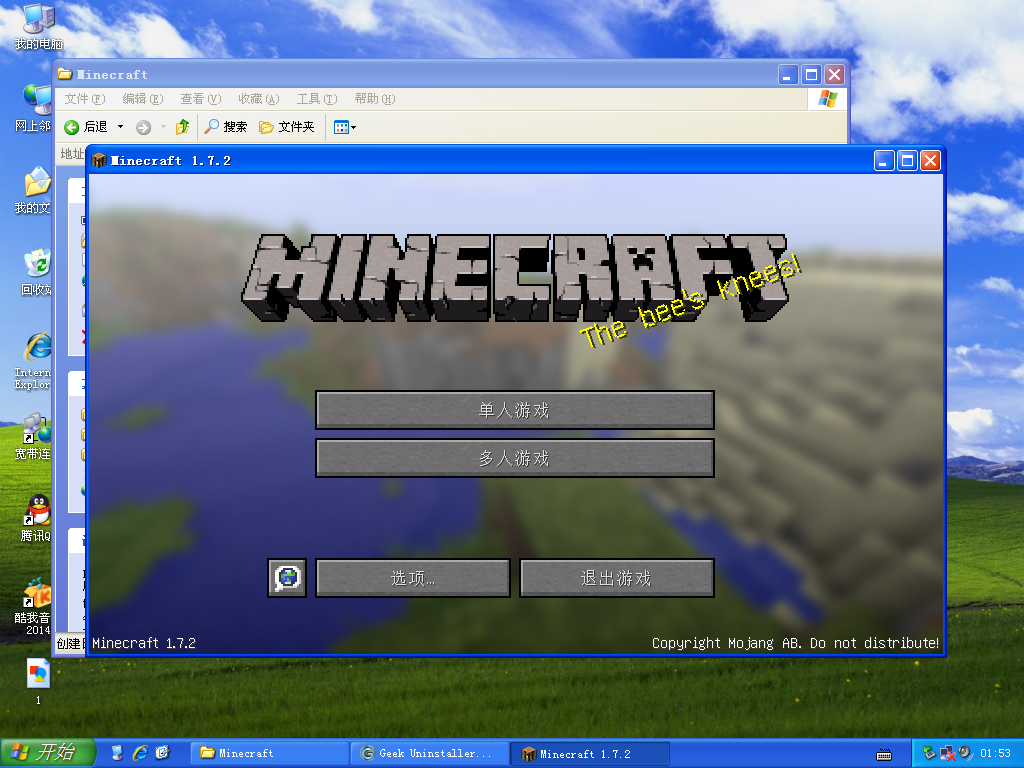 我的电脑
Minecraft
文件(F) 编辑(E) 查看(V) 收藏(A) 工具(T) 帮助(H)
网上邻
后退 搜索 文件夹
地址
Minecraft 1.7.2
我的文
MINECRAFT
The bee's knees!
回收站
Intern
Explor
单人游戏
宽带连
多人游戏
腾讯Q
选项... 退出游戏
酷我音
2014
创建日
Minecraft 1.7.2
Copyright Mojang AB. Do not distribute!
1
开始 Minecraft Geek Uninstaller... Minecraft 1.7.2 01:53